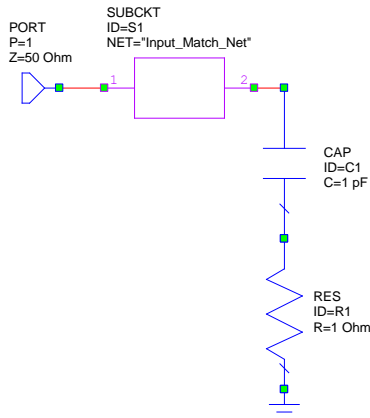 PORT
P=1
Z=50 Ohm
SUBCKT
ID=S1
NET="Input_Match_Net"
1
2
CAP
ID=C1
C=1 pF
RES
ID=R1
R=1 Ohm